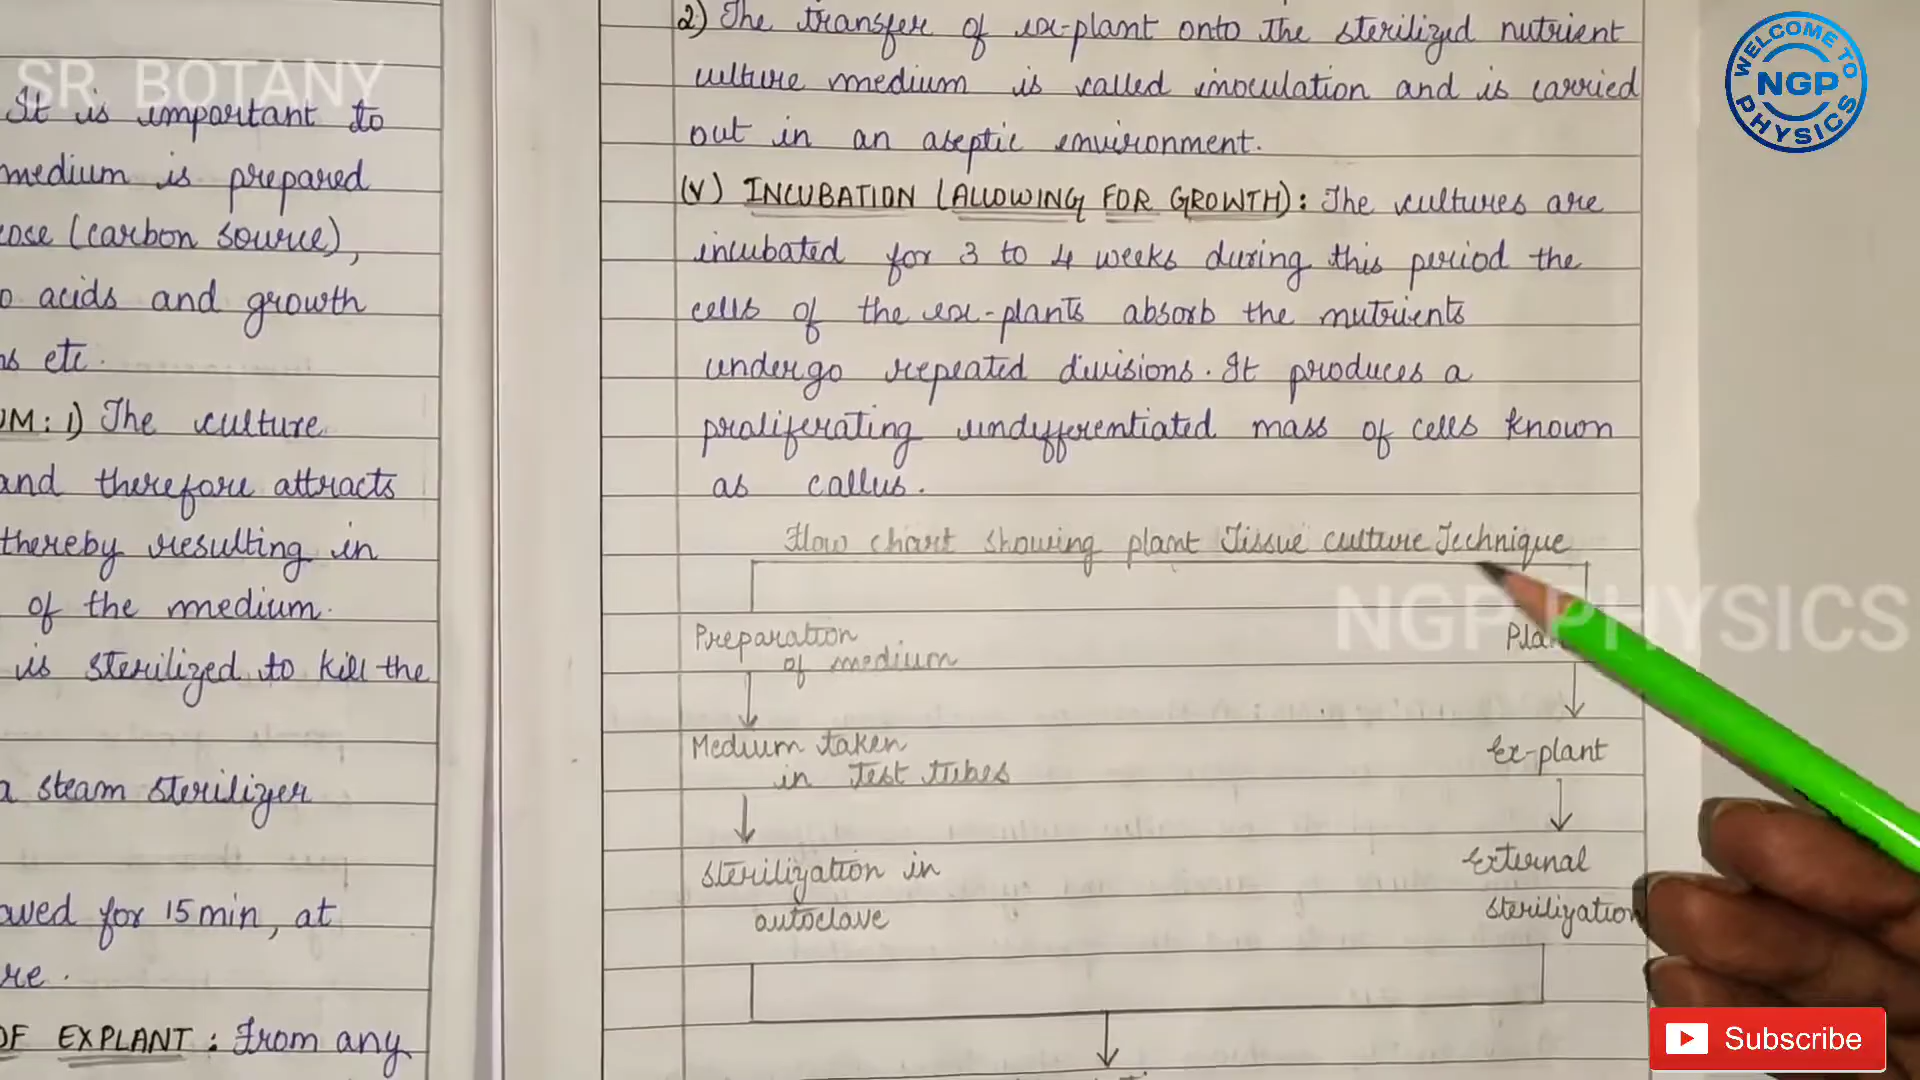 SR BOTANY
It is important to
medium is prepared
ose (carbon source),
o acids and growth
ns etc.
UM: 1) The culture
and therefore attracts
thereby resulting in
of the medium.
is sterilized to kill the
a steam sterilizer
aved for 15 min, at
re.
OF EXPLANT: From any
2) The transfer of ex-plant onto the sterilized nutrient
culture medium is called inoculation and is carried
out in an aseptic environment.
(V) INCUBATION (ALLOWING FOR GROWTH): The cultures are
incubated for 3 to 4 weeks during this period the
cells of the ex-plants absorb the nutrients
undergo repeated divisions. It produces a
proliferating undifferentiated mass of cells known
as callus.
Flow chart showing plant Tissue culture Technique
Preparation
of medium
Medium taken
in Test tubes
Sterilization in
autoclave
Plan
Ex-plant
External
sterilization
WELCOME TO
NGP
PHYSICS
NGP PHYSICS
Subscribe